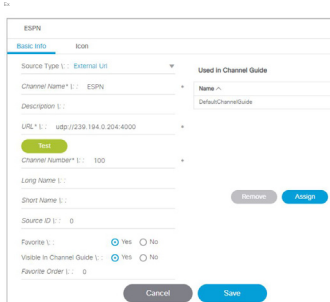 ESPN
Basic Info Icon
Source Type \: : External Uri
Channel Name* \: : ESPN *
Description \: :
URL* \: : udp://239.194.0.204:4000 *
Test
Channel Number* \: : 100 *
Long Name \: :
Short Name \: :
Source ID \: : 0
Favorite \: : Yes No
Visible in Channel Guide \: : Yes No
Favorite Order \: : 0
Used in Channel Guide
Name
DefaultChannelGuide
Remove Assign
Cancel Save